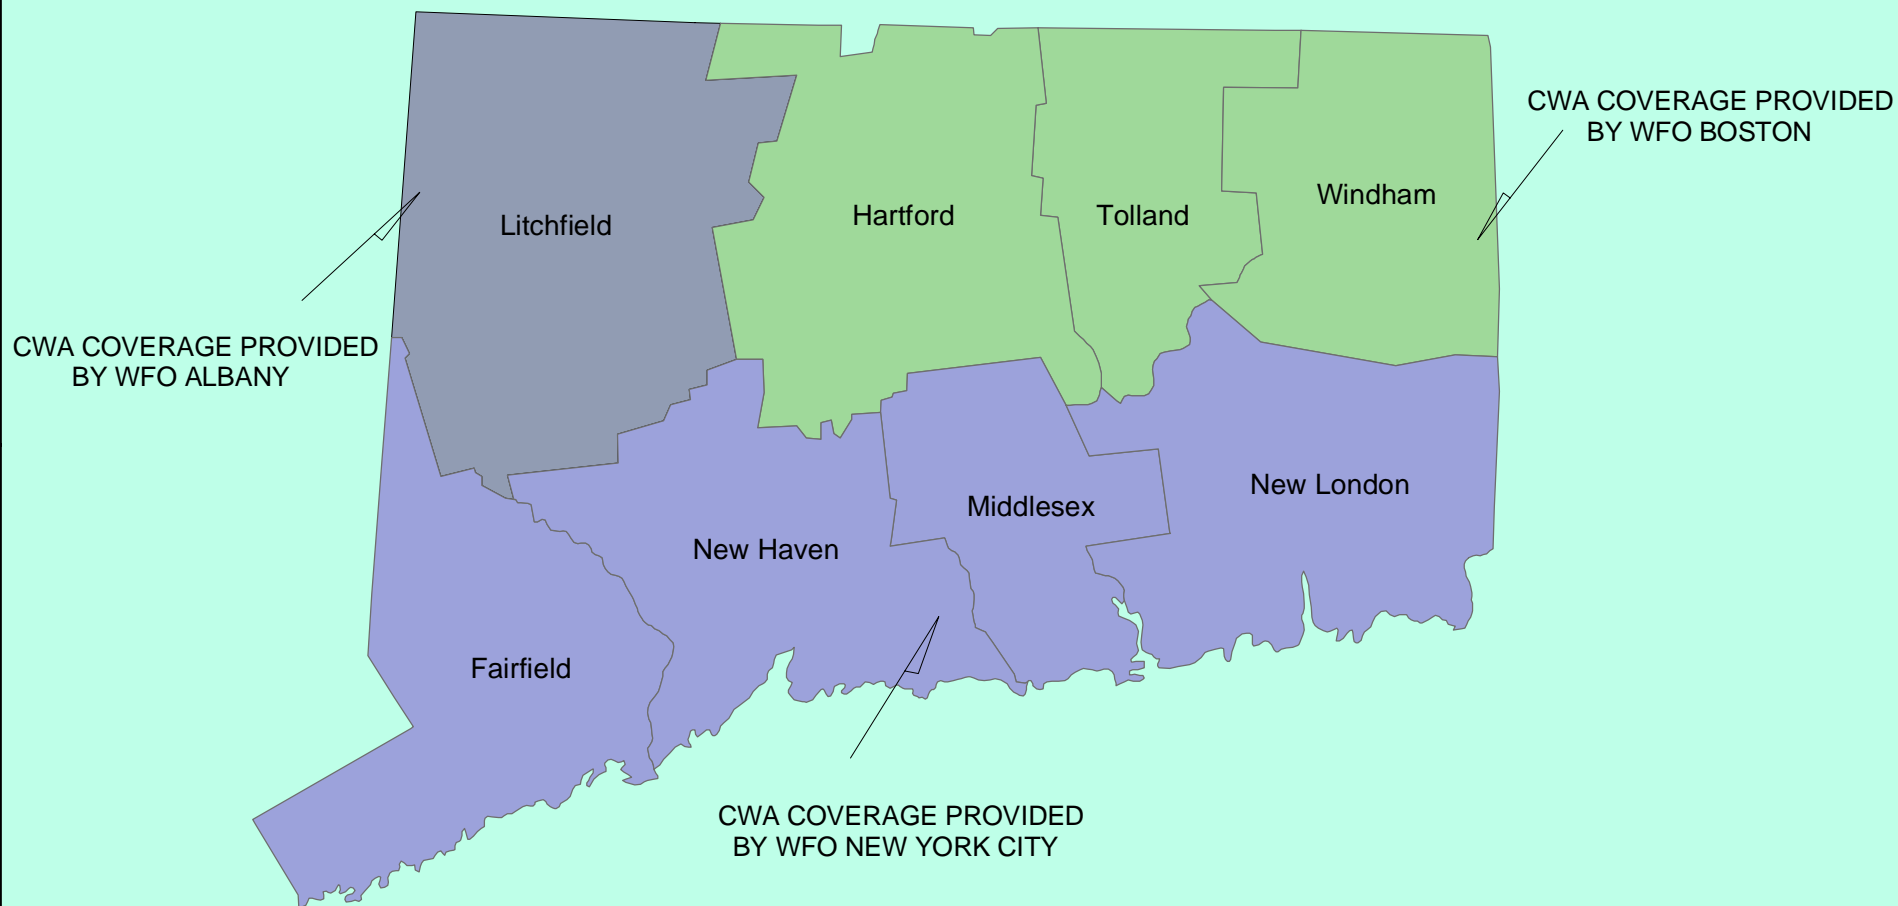 CWA COVERAGE PROVIDED
BY WFO BOSTON
Windham
Litchfield
Hartford
Tolland
CWA COVERAGE PROVIDED
BY WFO ALBANY
New London
Middlesex
New Haven
Fairfield
CWA COVERAGE PROVIDED
BY WFO NEW YORK CITY